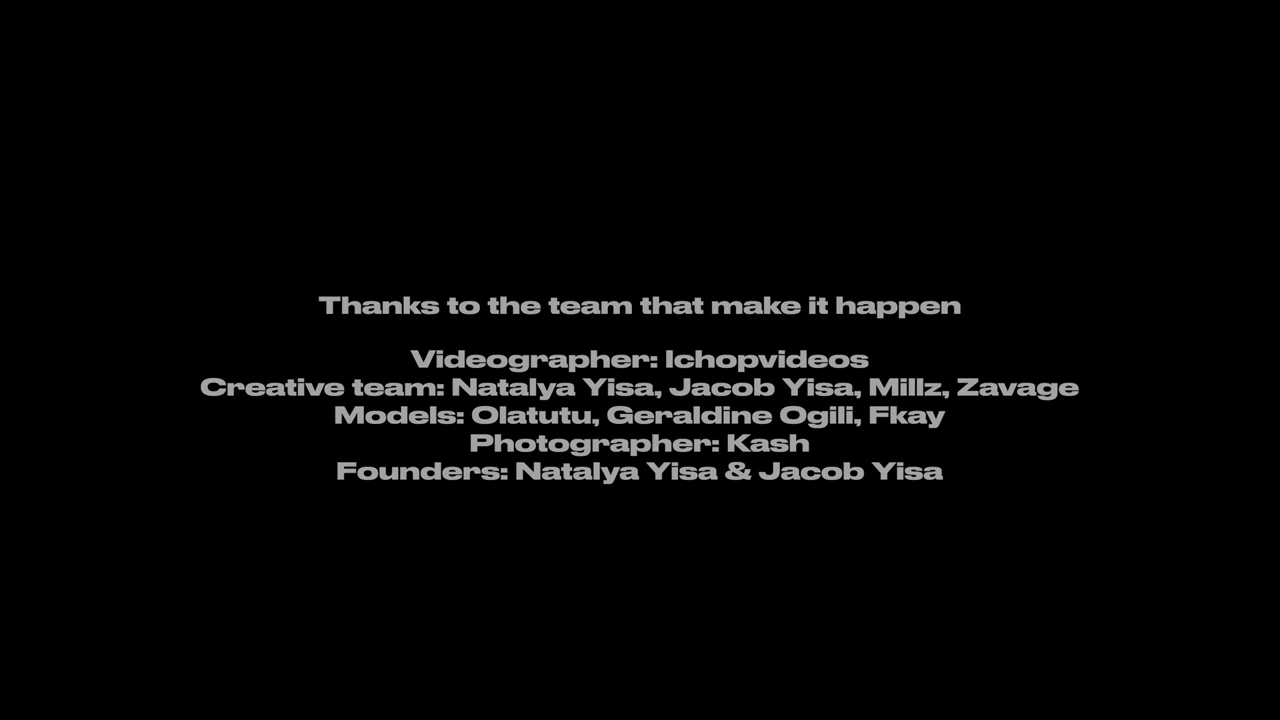 Thanks to the team that make it happen
Videographer: Ichopvideos
Creative team: Natalya Yisa, Jacob Yisa, Millz, Zavage
Models: Olatutu, Geraldine Ogili, Fkay
Photographer: Kash
Founders: Natalya Yisa & Jacob Yisa